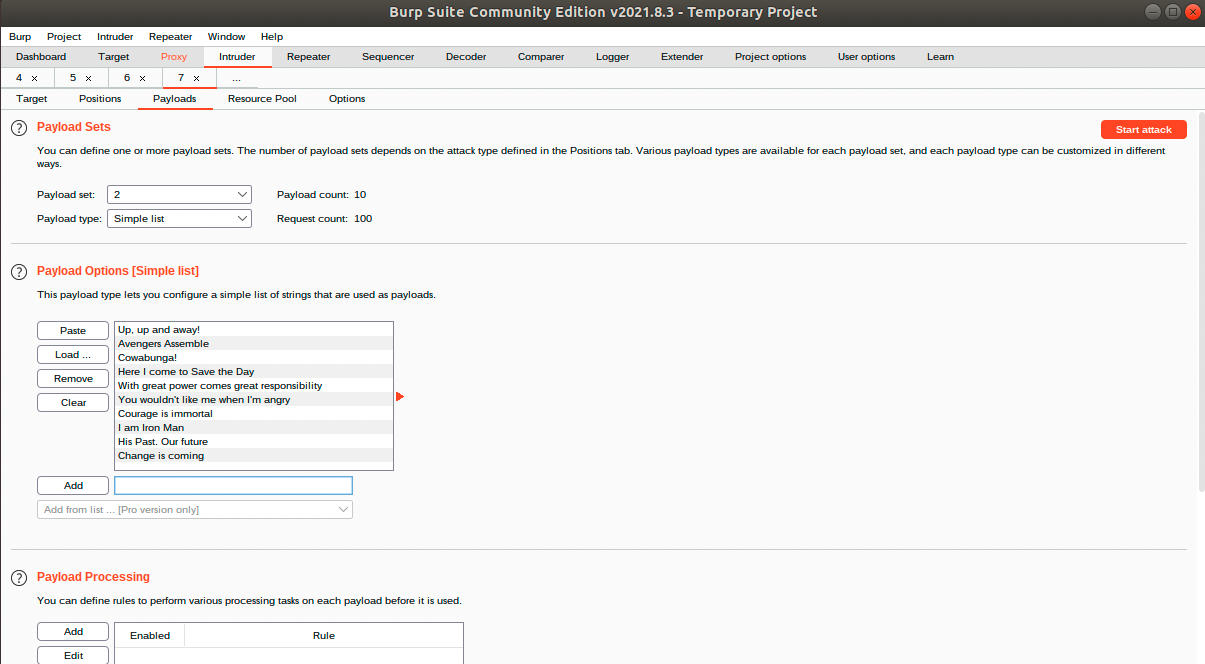 Burp Suite Community Edition v2021.8.3 - Temporary Project
Burp Project Intruder Repeater Window Help
Dashboard Target Proxy Intruder Repeater Sequencer Decoder Comparer Logger Extender Project options User options Learn
4 × 5 × 6 × 7 × ...
Target Positions Payloads Resource Pool Options
? Payload Sets
Start attack
You can define one or more payload sets. The number of payload sets depends on the attack type defined in the Positions tab. Various payload types are available for each payload set, and each payload type can be customized in different
ways.
Payload set: 2 Payload count: 10
Payload type: Simple list Request count: 100
? Payload Options [Simple list]
This payload type lets you configure a simple list of strings that are used as payloads.
Paste
Load ...
Remove
Clear
Up, up and away!
Avengers Assemble
Cowabunga!
Here I come to Save the Day
With great power comes great responsibility
You wouldn't like me when I'm angry
Courage is immortal
I am Iron Man
His Past. Our future
Change is coming
Add
Add from list ... [Pro version only]
? Payload Processing
You can define rules to perform various processing tasks on each payload before it is used.
Add Enabled Rule
Edit